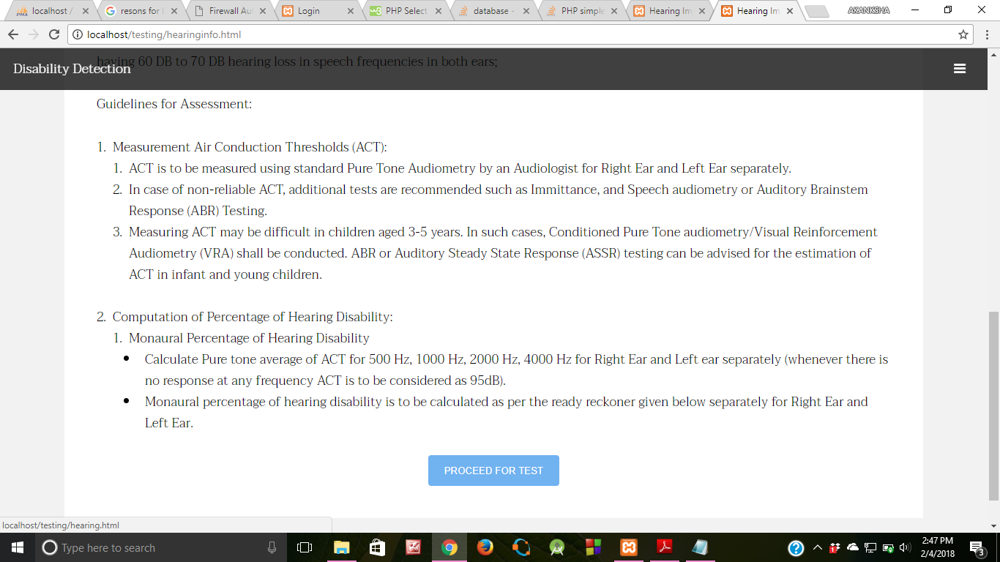 localhost /
resons for
Firewall Au
Login
PHP Select
database -
PHP simple
Hearing Im
Hearing Im
AKANKSHA
localhost/testing/hearinginfo.html
having 60 DB to 70 DB hearing loss in speech frequencies in both ears;
Disability Detection
Guidelines for Assessment:
1. Measurement Air Conduction Thresholds (ACT):
1. ACT is to be measured using standard Pure Tone Audiometry by an Audiologist for Right Ear and Left Ear separately.
2. In case of non-reliable ACT, additional tests are recommended such as Immittance, and Speech audiometry or Auditory Brainstem
Response (ABR) Testing.
3. Measuring ACT may be difficult in children aged 3-5 years. In such cases, Conditioned Pure Tone audiometry/Visual Reinforcement
Audiometry (VRA) shall be conducted. ABR or Auditory Steady State Response (ASSR) testing can be advised for the estimation of
ACT in infant and young children.
2. Computation of Percentage of Hearing Disability:
1. Monaural Percentage of Hearing Disability
• Calculate Pure tone average of ACT for 500 Hz, 1000 Hz, 2000 Hz, 4000 Hz for Right Ear and Left ear separately (whenever there is
no response at any frequency ACT is to be considered as 95dB).
• Monaural percentage of hearing disability is to be calculated as per the ready reckoner given below separately for Right Ear and
Left Ear.
PROCEED FOR TEST
localhost/testing/hearing.html
Type here to search
2:47 PM
2/4/2018
3